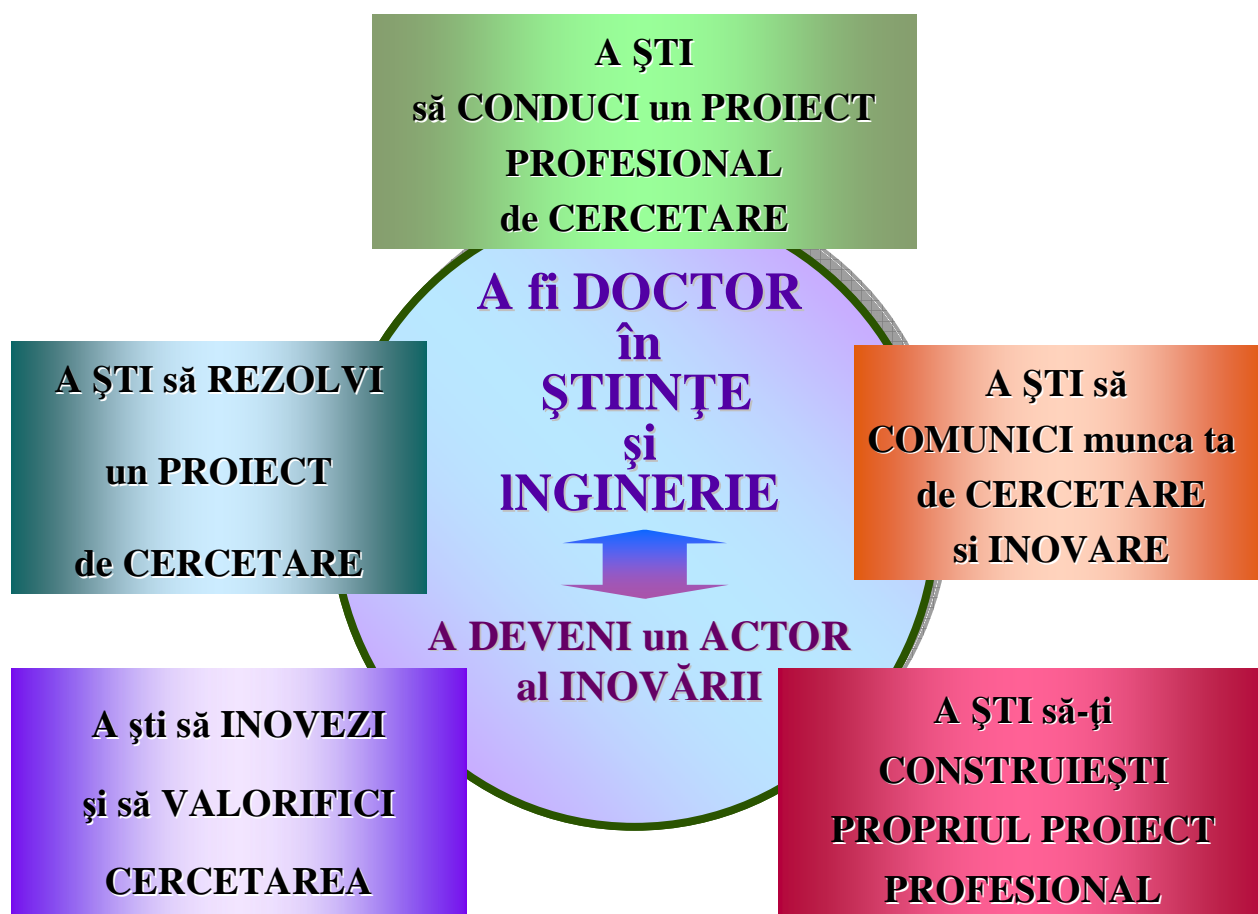 A ŞTI
să CONDUCI un PROIECT
PROFESIONAL
de CERCETARE
A fi DOCTOR
în
ŞTIINŢE
şi
lNGINERIE
A DEVENI un ACTOR
al INOVĂRII
A ŞTI să REZOLVI
un PROIECT
de CERCETARE
A ŞTI să
COMUNICI munca ta
de CERCETARE
si INOVARE
A şti să INOVEZI
şi să VALORIFICI
CERCETAREA
A ŞTI să-ţi
CONSTRUIEŞTI
PROPRIUL PROIECT
PROFESIONAL